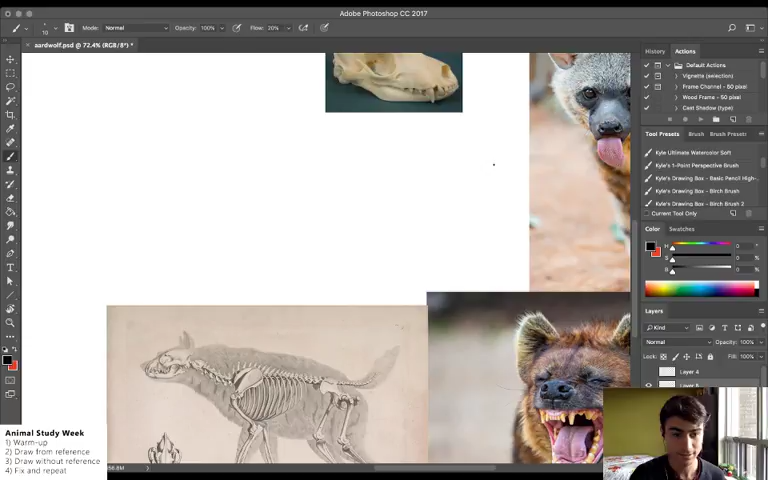 Adobe Photoshop CC 2017
10 Mode: Normal Opacity: 100% Flow: 30%
× aardwolf.psd @ 72.4% (RGB/8*) *
History Actions
Default Actions
Vignette (selection)
Frame Channel - 50 pixel
Wood Frame - 50 pixel
Cast Shadow (type)
Tool Presets Brush Brush Presets
Kyle Ultimate Watercolor Soft
Kyle's 1-Point Perspective Brush
Kyle's Drawing Box - Basic Pencil High-...
Kyle's Drawing Box - Birch Brush
Kyle's Drawing Box - Birch Brush 2
Current Tool Only
Color Swatches
H 0 °
S 0 %
B 0 %
Layers
Kind
Normal Opacity: 100%
Lock: Fill: 100%
Layer 4
Animal Study Week
1) Warm-up
2) Draw from reference
3) Draw without reference
4) Fix and repeat